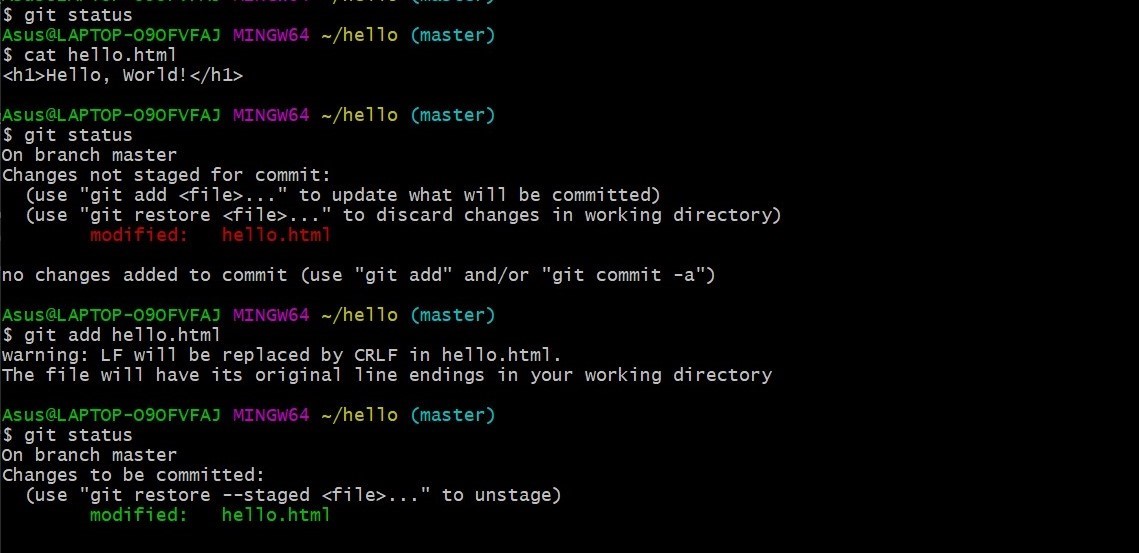 $ git status
Asus@LAPTOP-O9OFVFAJ MINGW64 ~/hello (master)
$ cat hello.html
<h1>Hello, World!</h1>
Asus@LAPTOP-O9OFVFAJ MINGW64 ~/hello (master)
$ git status
On branch master
Changes not staged for commit:
  (use "git add <file>..." to update what will be committed)
  (use "git restore <file>..." to discard changes in working directory)
        modified:   hello.html
no changes added to commit (use "git add" and/or "git commit -a")
Asus@LAPTOP-O9OFVFAJ MINGW64 ~/hello (master)
$ git add hello.html
warning: LF will be replaced by CRLF in hello.html.
The file will have its original line endings in your working directory
Asus@LAPTOP-O9OFVFAJ MINGW64 ~/hello (master)
$ git status
On branch master
Changes to be committed:
  (use "git restore --staged <file>..." to unstage)
        modified:   hello.html